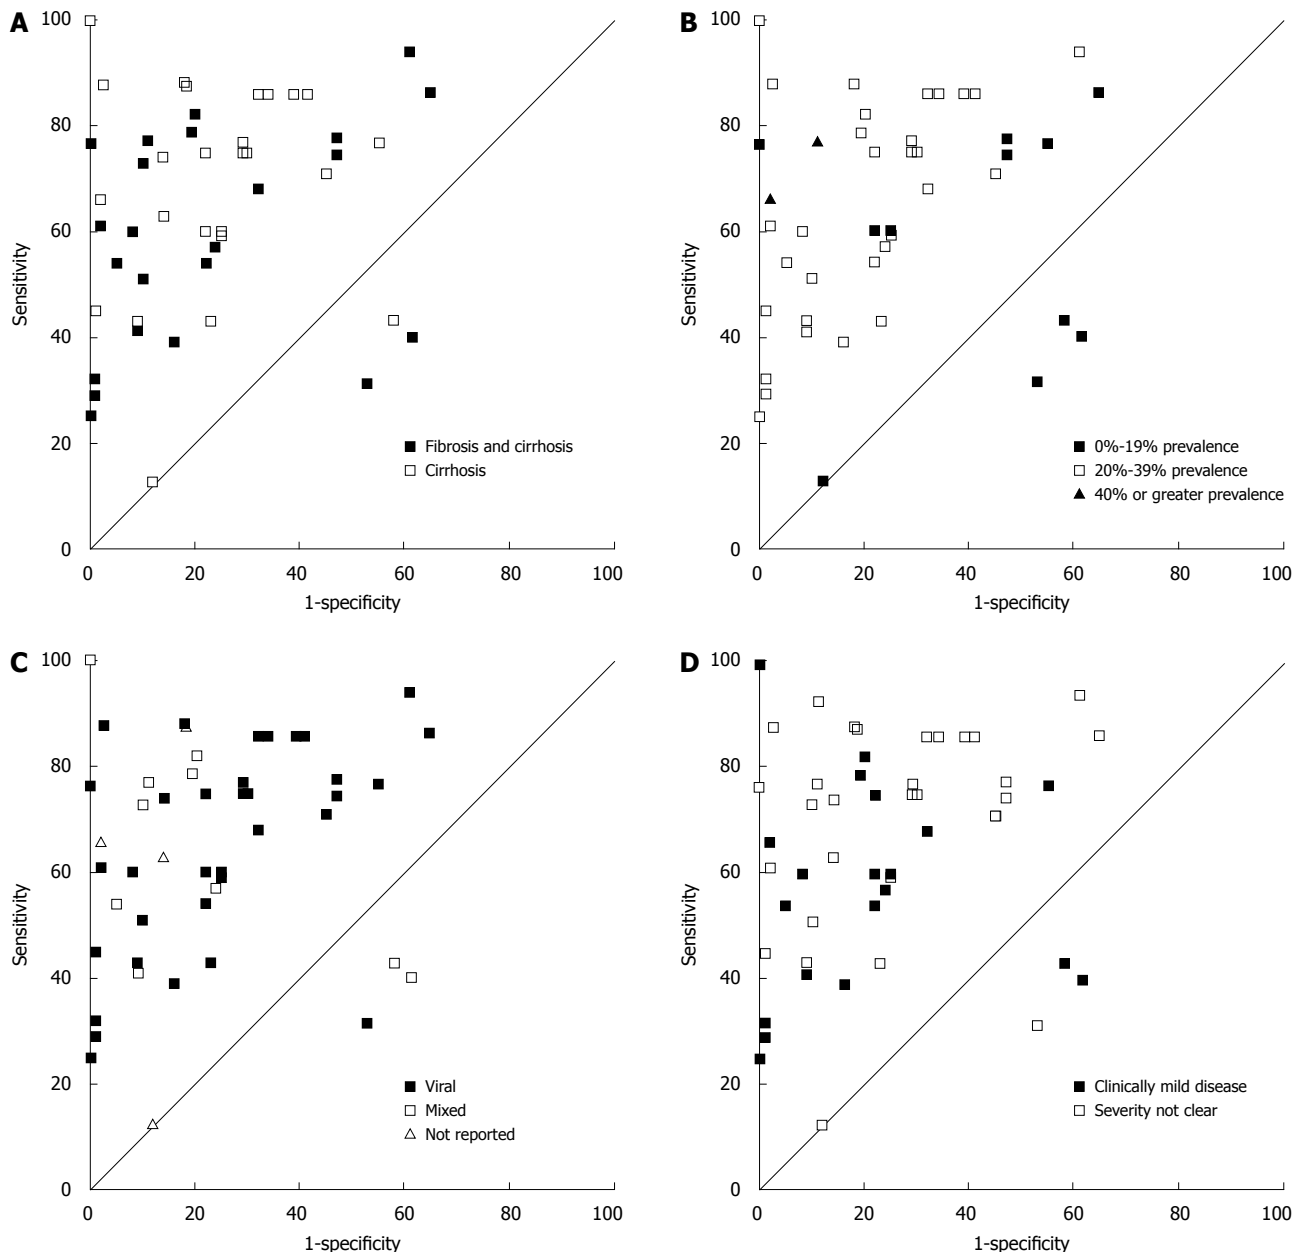 A
100
80
60
40
20
0
Sensitivity
0 20 40 60 80 100
1-specificity
Fibrosis and cirrhosis
Cirrhosis
B
100
80
60
40
20
0
Sensitivity
0 20 40 60 80 100
1-specificity
0%-19% prevalence
20%-39% prevalence
40% or greater prevalence
C
100
80
60
40
20
0
Sensitivity
0 20 40 60 80 100
1-specificity
Viral
Mixed
Not reported
D
100
80
60
40
20
0
Sensitivity
0 20 40 60 80 100
1-specificity
Clinically mild disease
Severity not clear